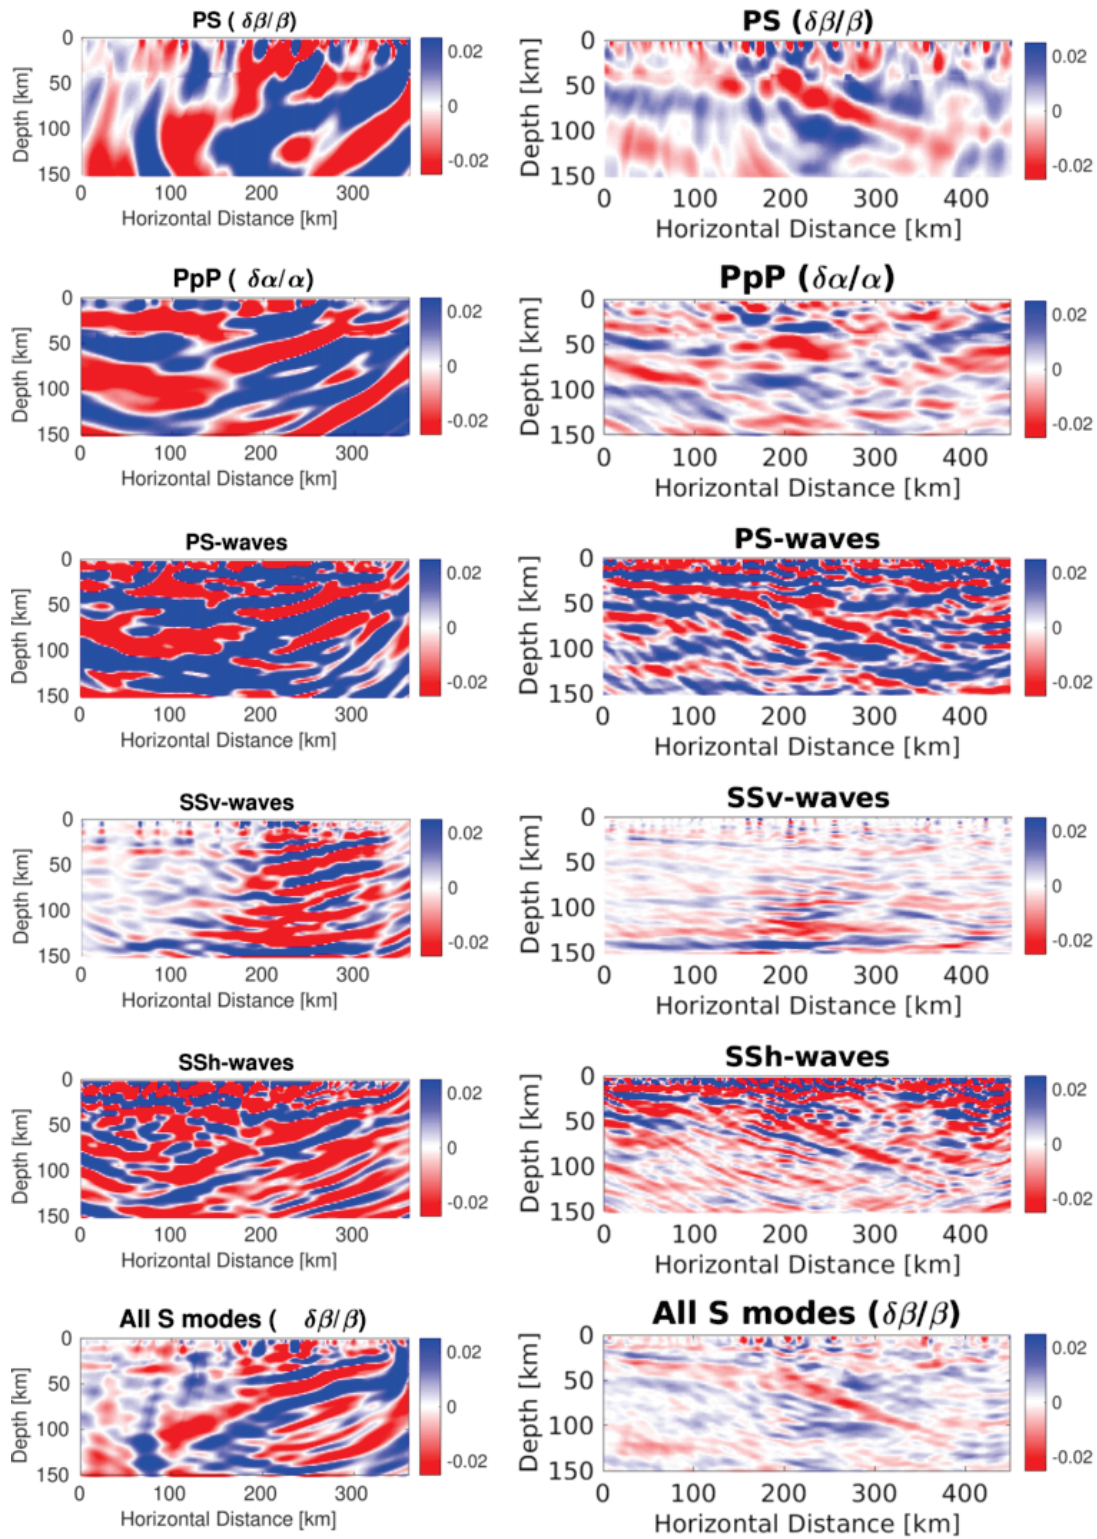 PS ( δβ/β)
0
50
100
150
Depth [km]
0 100 200 300
Horizontal Distance [km]
0.02
0
-0.02
PS (δβ/β)
0
50
100
150
Depth [km]
0 100 200 300 400
Horizontal Distance [km]
0.02
0
-0.02
PpP ( δα/α)
0
50
100
150
Depth [km]
0 100 200 300
Horizontal Distance [km]
0.02
0
-0.02
PpP (δα/α)
0
50
100
150
Depth [km]
0 100 200 300 400
Horizontal Distance [km]
0.02
0
-0.02
PS-waves
0
50
100
150
Depth [km]
0 100 200 300
Horizontal Distance [km]
0.02
0
-0.02
PS-waves
0
50
100
150
Depth [km]
0 100 200 300 400
Horizontal Distance [km]
0.02
0
-0.02
SSv-waves
0
50
100
150
Depth [km]
0 100 200 300
Horizontal Distance [km]
0.02
0
-0.02
SSv-waves
0
50
100
150
Depth [km]
0 100 200 300 400
Horizontal Distance [km]
0.02
0
-0.02
SSh-waves
0
50
100
150
Depth [km]
0 100 200 300
Horizontal Distance [km]
0.02
0
-0.02
SSh-waves
0
50
100
150
Depth [km]
0 100 200 300 400
Horizontal Distance [km]
0.02
0
-0.02
All S modes ( δβ/β)
0
50
100
150
Depth [km]
0 100 200 300
Horizontal Distance [km]
0.02
0
-0.02
All S modes (δβ/β)
0
50
100
150
Depth [km]
0 100 200 300 400
Horizontal Distance [km]
0.02
0
-0.02